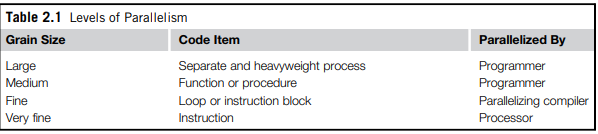 Table 2.1 Levels of Parallelism
Grain Size Code Item Parallelized By
Large Separate and heavyweight process Programmer
Medium Function or procedure Programmer
Fine Loop or instruction block Parallelizing compiler
Very fine Instruction Processor